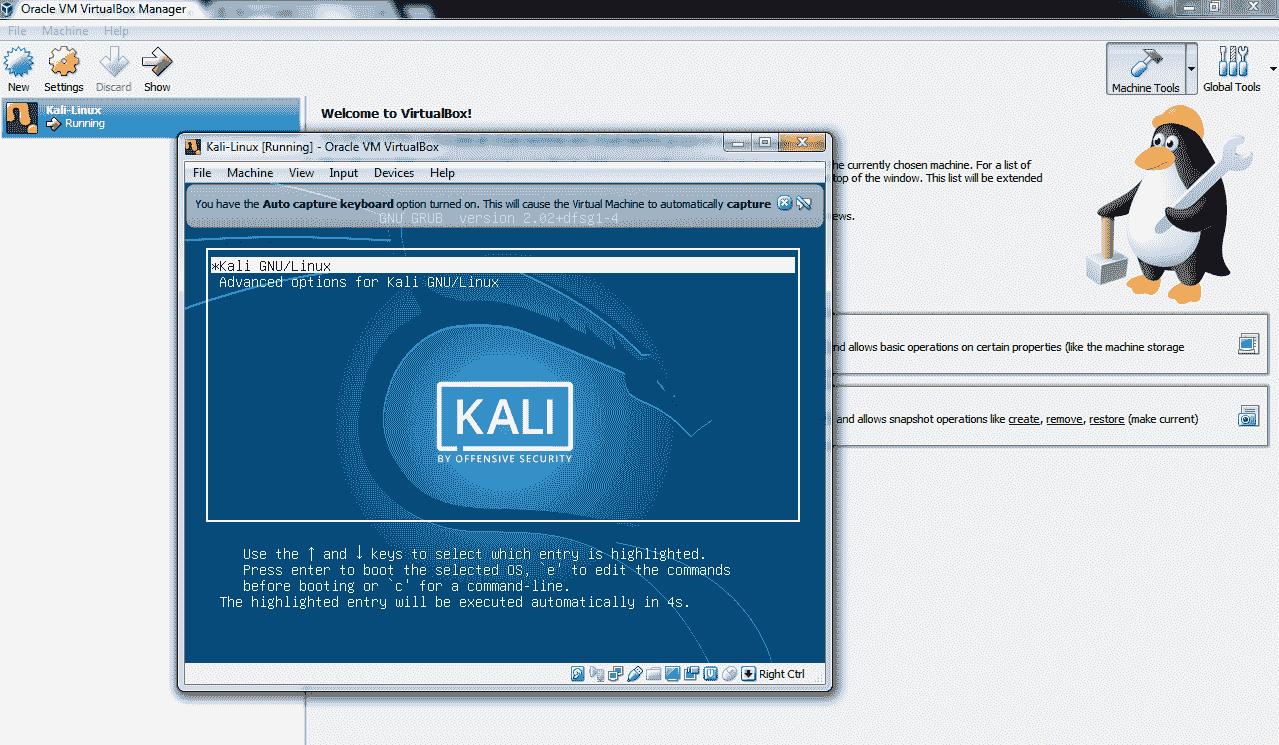 Oracle VM VirtualBox Manager
File Machine Help
New Settings Discard Show
Machine Tools Global Tools
Kali-Linux
Running
Welcome to VirtualBox!
he currently chosen machine. For a list of
top of the window. This list will be extended
ews.
nd allows basic operations on certain properties (like the machine storage
and allows snapshot operations like create, remove, restore (make current)
Kali-Linux [Running] - Oracle VM VirtualBox
File Machine View Input Devices Help
You have the Auto capture keyboard option turned on. This will cause the Virtual Machine to automatically capture
GNU GRUB version 2.02+dfsg1-4
*Kali GNU/Linux
Advanced options for Kali GNU/Linux
KALI
BY OFFENSIVE SECURITY
Use the ↑ and ↓ keys to select which entry is highlighted.
Press enter to boot the selected OS, `e' to edit the commands
before booting or `c' for a command-line.
The highlighted entry will be executed automatically in 4s.
Right Ctrl